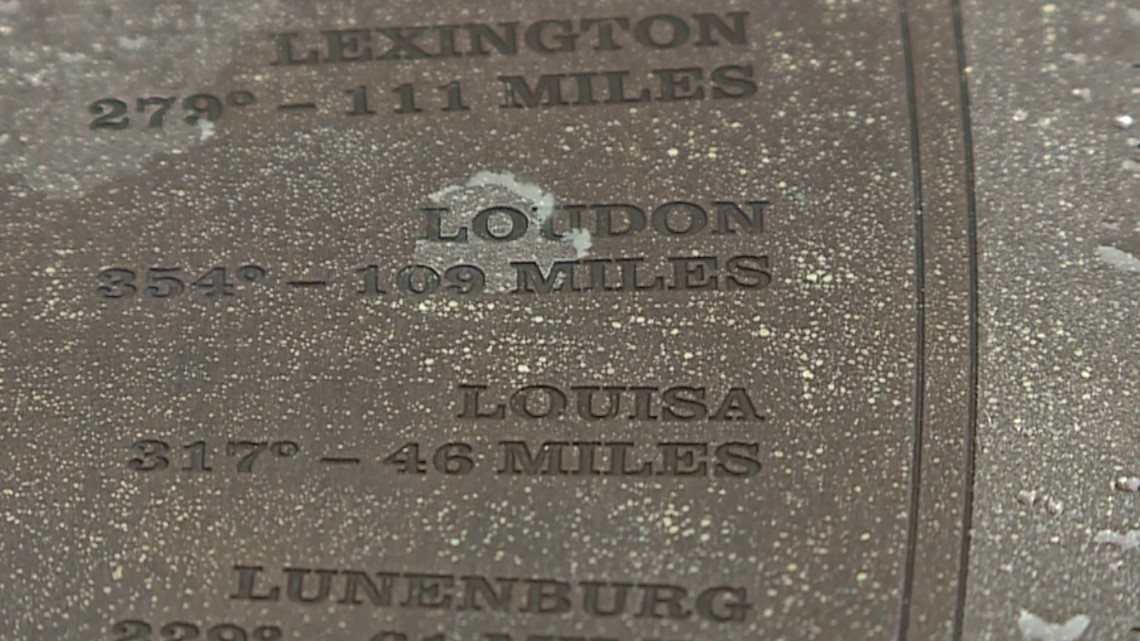 LEXINGTON
279° – 111 MILES
LOUDON
354° – 109 MILES
LOUISA
317° – 46 MILES
LUNENBURG